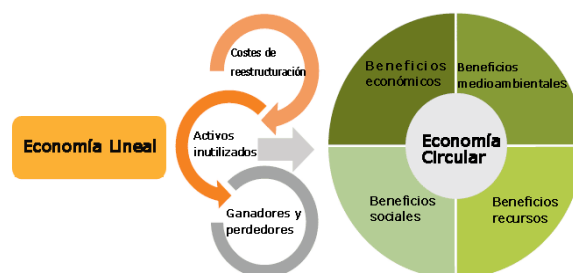 Economía Lineal
Costes de
reestructuración
Activos
inutilizados
Ganadores y
perdedores
Beneficios
económicos
Beneficios
medioambientales
Economía
Circular
Beneficios
sociales
Beneficios
recursos